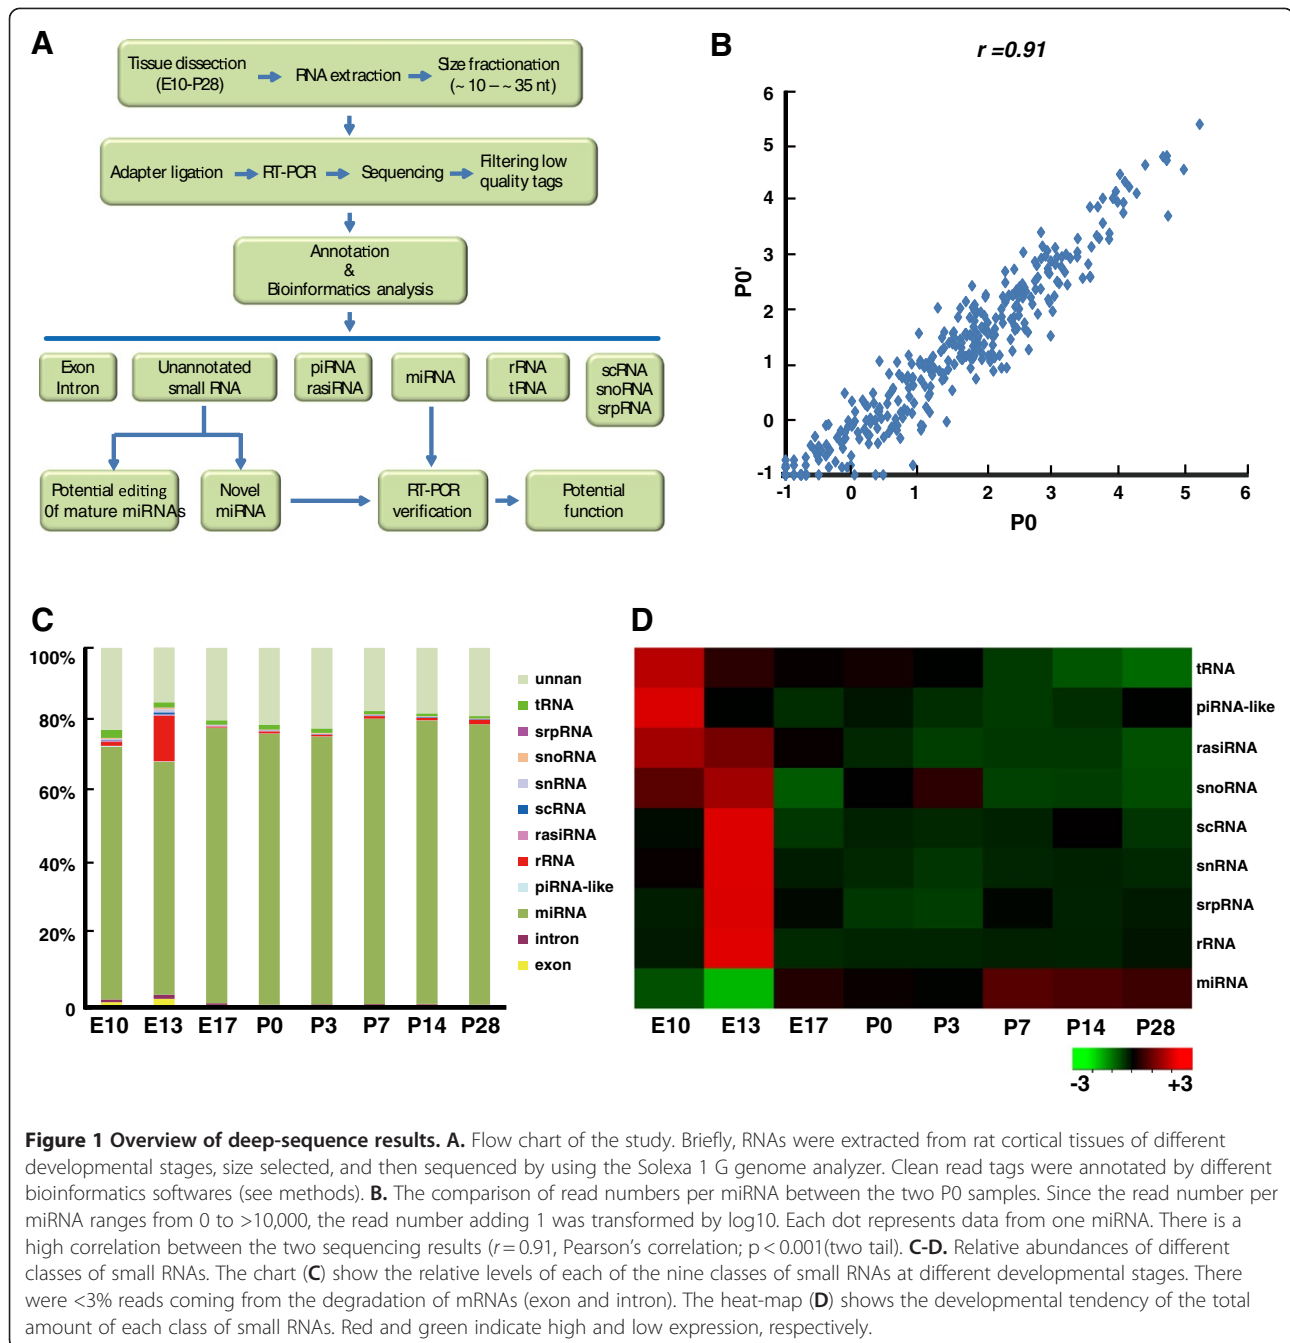 A
Tissue dissection
(E10-P28)
RNA extraction
Size fractionation
(~ 10 – ~ 35 nt)
Adapter ligation
RT-PCR
Sequencing
Filtering low
quality tags
Annotation
&
Bioinformatics analysis
Exon
Intron
Unannotated
small RNA
piRNA
rasiRNA
miRNA
rRNA
tRNA
scRNA
snoRNA
srpRNA
Potential editing
0f mature miRNAs
Novel
miRNA
RT-PCR
verification
Potential
function
B
r =0.91
6
5
4
3
2
1
0
-1
P0'
-1 0 1 2 3 4 5 6
P0
C
100%
80%
60%
40%
20%
0
E10 E13 E17 P0 P3 P7 P14 P28
unnan
tRNA
srpRNA
snoRNA
snRNA
scRNA
rasiRNA
rRNA
piRNA-like
miRNA
intron
exon
D
tRNA
piRNA-like
rasiRNA
snoRNA
scRNA
snRNA
srpRNA
rRNA
miRNA
E10 E13 E17 P0 P3 P7 P14 P28
-3 +3
Figure 1 Overview of deep-sequence results. A. Flow chart of the study. Briefly, RNAs were extracted from rat cortical tissues of different
developmental stages, size selected, and then sequenced by using the Solexa 1 G genome analyzer. Clean read tags were annotated by different
bioinformatics softwares (see methods). B. The comparison of read numbers per miRNA between the two P0 samples. Since the read number per
miRNA ranges from 0 to >10,000, the read number adding 1 was transformed by log10. Each dot represents data from one miRNA. There is a
high correlation between the two sequencing results (r = 0.91, Pearson's correlation; p < 0.001(two tail). C-D. Relative abundances of different
classes of small RNAs. The chart (C) show the relative levels of each of the nine classes of small RNAs at different developmental stages. There
were <3% reads coming from the degradation of mRNAs (exon and intron). The heat-map (D) shows the developmental tendency of the total
amount of each class of small RNAs. Red and green indicate high and low expression, respectively.